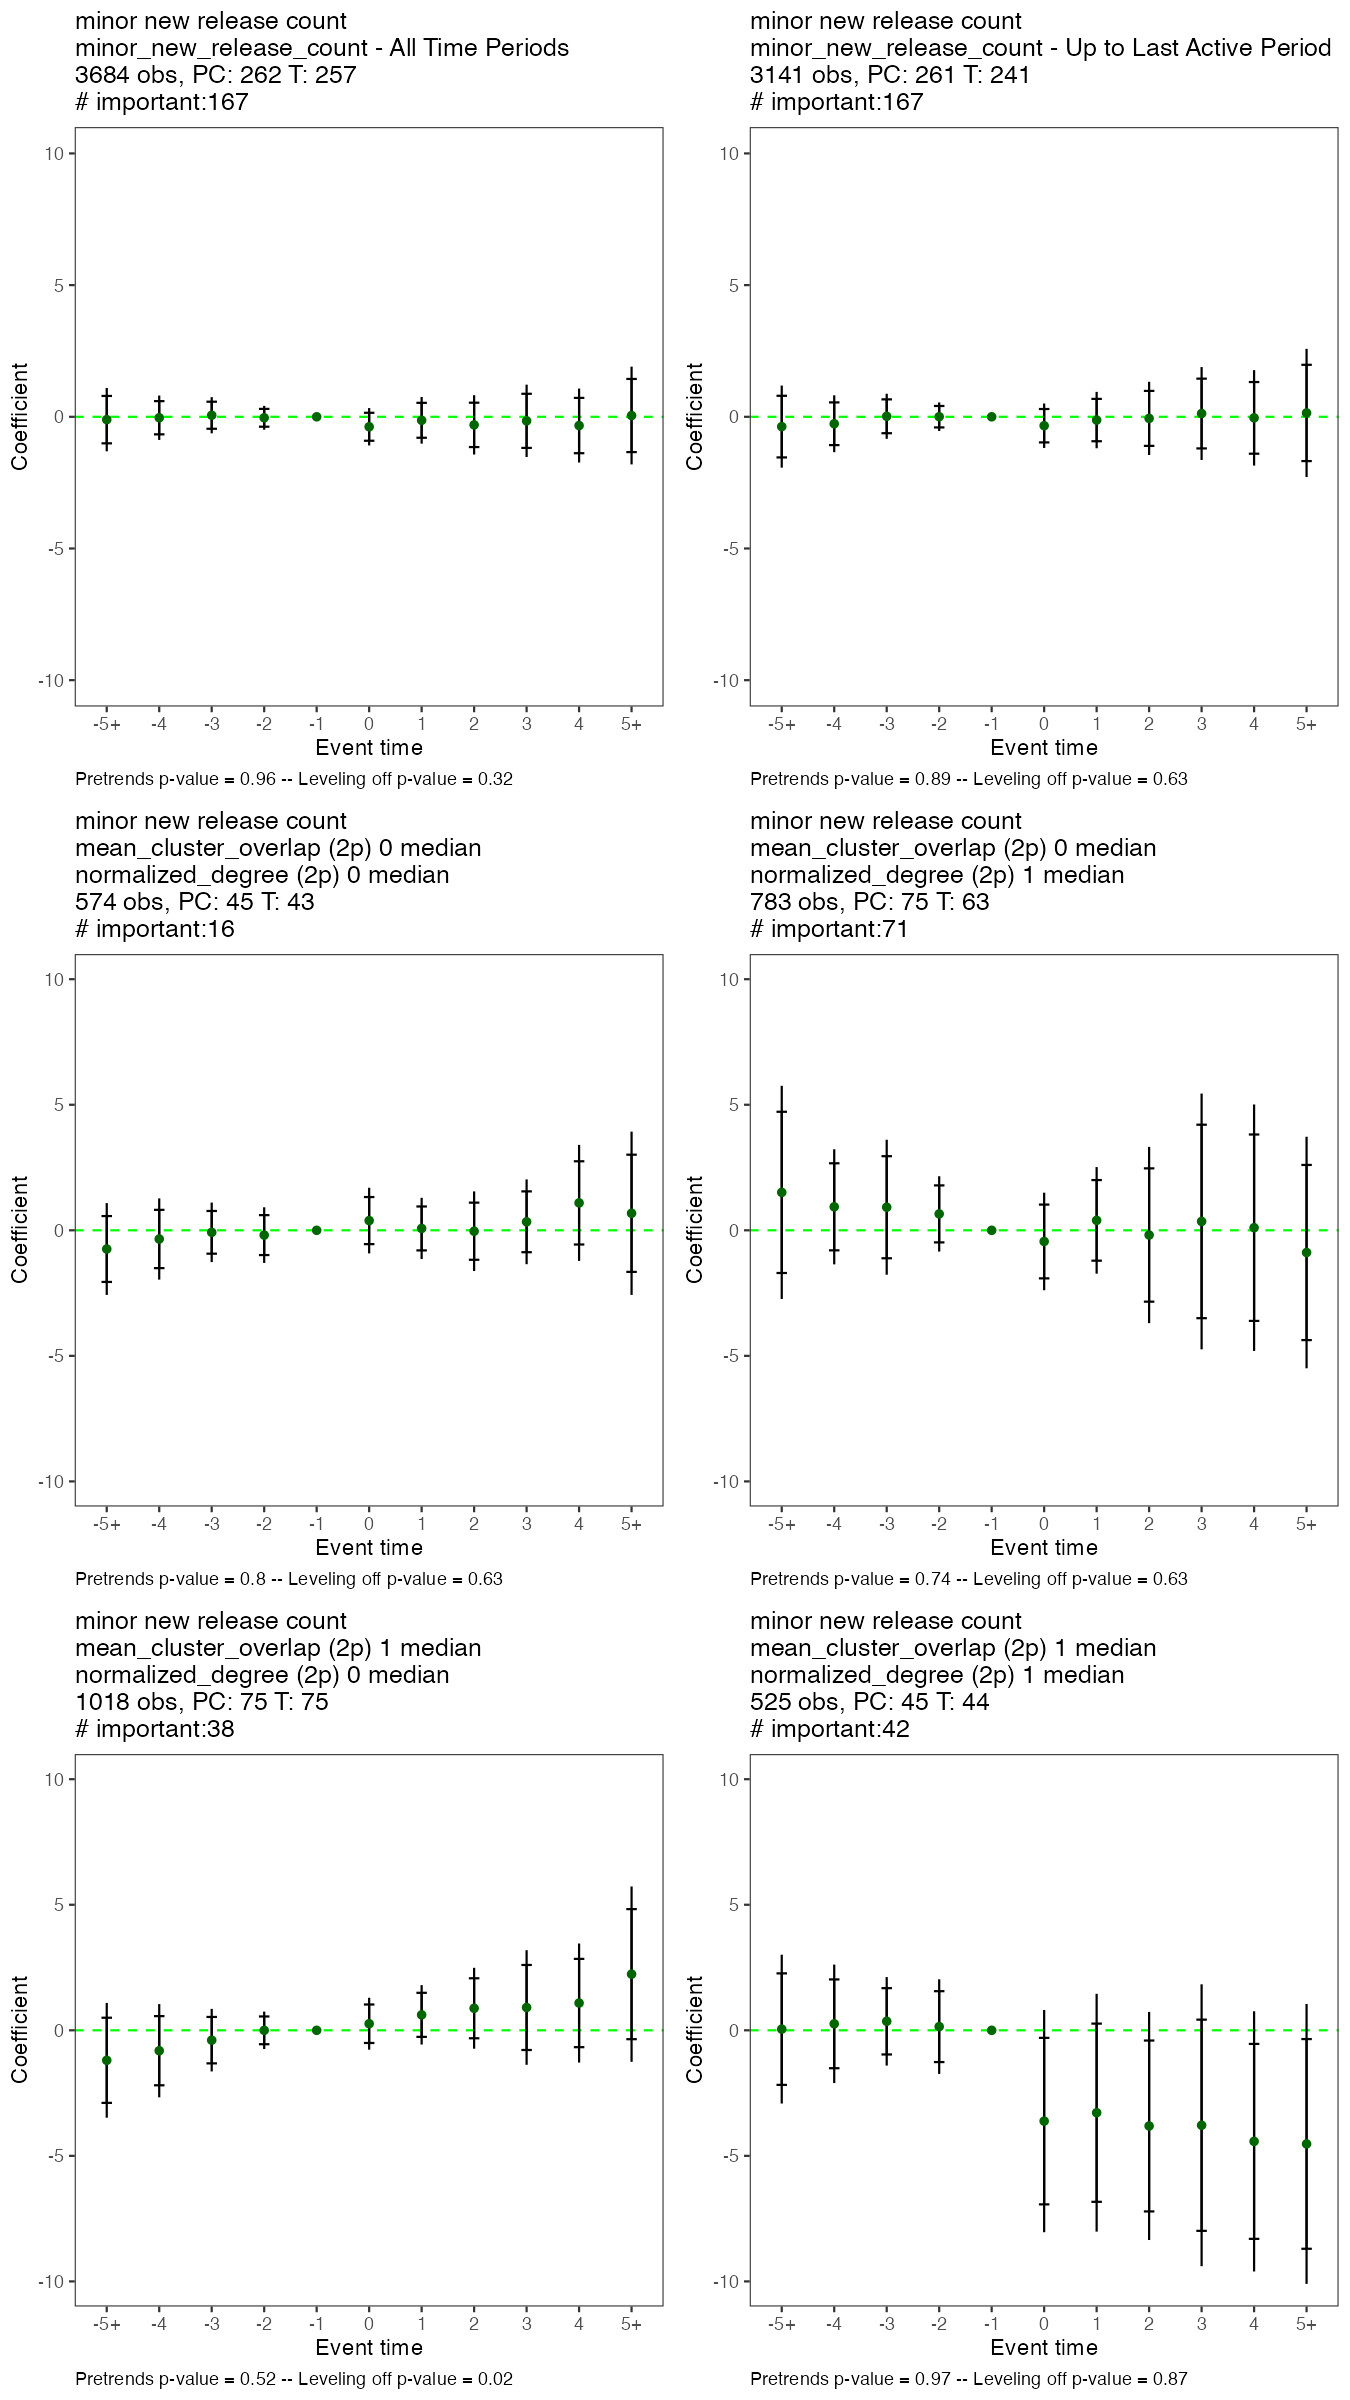 minor new release count
minor_new_release_count - All Time Periods
3684 obs, PC: 262 T: 257
# important:167
10
5
0
-5
-10
Coefficient
-5+ -4 -3 -2 -1 0 1 2 3 4 5+
Event time
Pretrends p-value = 0.96 -- Leveling off p-value = 0.32
minor new release count
minor_new_release_count - Up to Last Active Period
3141 obs, PC: 261 T: 241
# important:167
10
5
0
-5
-10
Coefficient
-5+ -4 -3 -2 -1 0 1 2 3 4 5+
Event time
Pretrends p-value = 0.89 -- Leveling off p-value = 0.63
minor new release count
mean_cluster_overlap (2p) 0 median
normalized_degree (2p) 0 median
574 obs, PC: 45 T: 43
# important:16
10
5
0
-5
-10
Coefficient
-5+ -4 -3 -2 -1 0 1 2 3 4 5+
Event time
Pretrends p-value = 0.8 -- Leveling off p-value = 0.63
minor new release count
mean_cluster_overlap (2p) 0 median
normalized_degree (2p) 1 median
783 obs, PC: 75 T: 63
# important:71
10
5
0
-5
-10
Coefficient
-5+ -4 -3 -2 -1 0 1 2 3 4 5+
Event time
Pretrends p-value = 0.74 -- Leveling off p-value = 0.63
minor new release count
mean_cluster_overlap (2p) 1 median
normalized_degree (2p) 0 median
1018 obs, PC: 75 T: 75
# important:38
10
5
0
-5
-10
Coefficient
-5+ -4 -3 -2 -1 0 1 2 3 4 5+
Event time
Pretrends p-value = 0.52 -- Leveling off p-value = 0.02
minor new release count
mean_cluster_overlap (2p) 1 median
normalized_degree (2p) 1 median
525 obs, PC: 45 T: 44
# important:42
10
5
0
-5
-10
Coefficient
-5+ -4 -3 -2 -1 0 1 2 3 4 5+
Event time
Pretrends p-value = 0.97 -- Leveling off p-value = 0.87